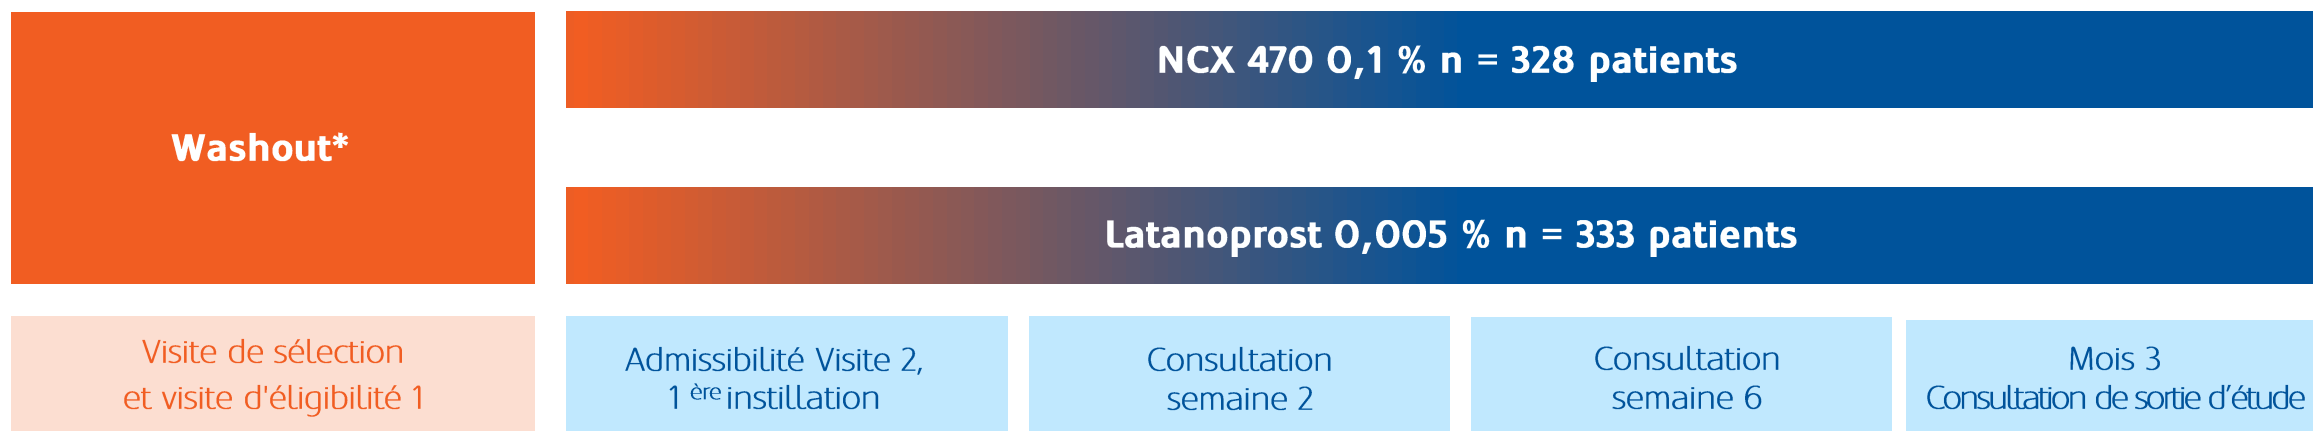 Washout*
NCX 470 0,1 % n = 328 patients
Latanoprost 0,005 % n = 333 patients
Visite de sélection
et visite d'éligibilité 1
Admissibilité Visite 2,
1 ère instillation
Consultation
semaine 2
Consultation
semaine 6
Mois 3
Consultation de sortie d’étude